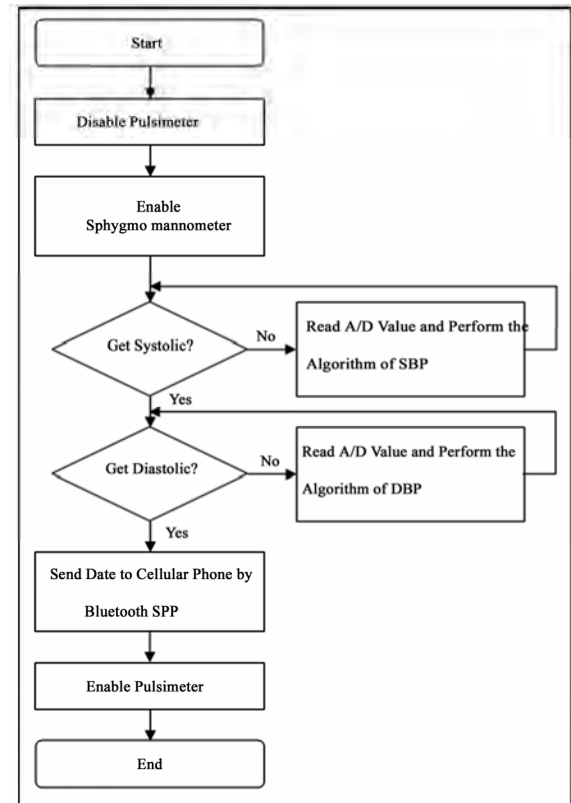 Start
Disable Pulsimeter
Enable
Sphygmo mannometer
Get Systolic?
No
Read A/D Value and Perform the
Algorithm of SBP
Yes
Get Diastolic?
No
Read A/D Value and Perform the
Algorithm of DBP
Yes
Send Date to Cellular Phone by
Bluetooth SPP
Enable Pulsimeter
End